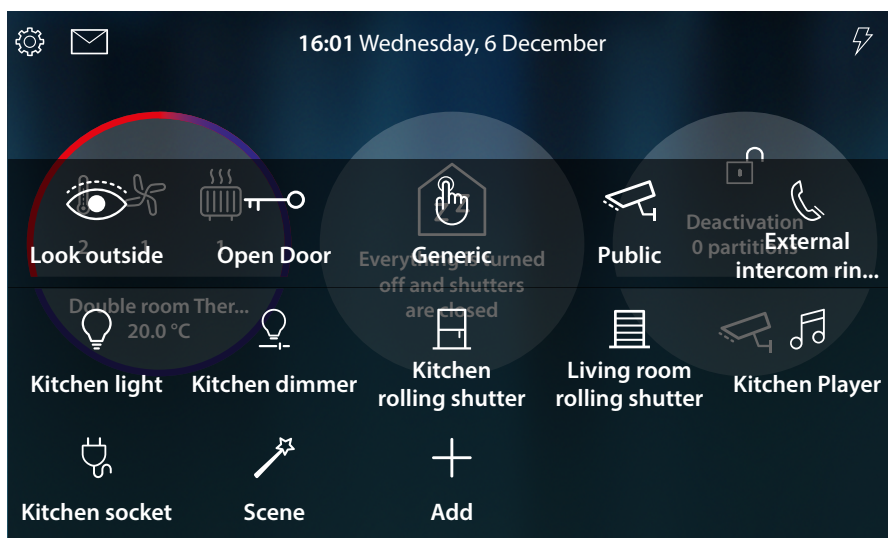 16:01 Wednesday, 6 December
2 1 1
Look outside
Open Door
Generic
Public
External
intercom rin...
Deactivation
0 partitions
Everything is turned
off and shutters
are closed
Double room Ther...
20.0 °C
Kitchen light
Kitchen dimmer
Kitchen
rolling shutter
Living room
rolling shutter
Kitchen Player
Kitchen socket
Scene
Add